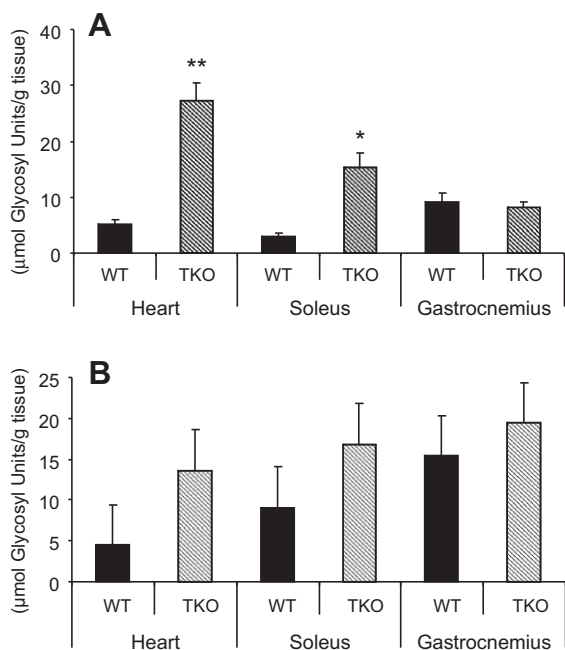 A
(µmol Glycosyl Units/g tissue)
40
30
20
10
0
**
*
WT TKO WT TKO WT TKO
Heart Soleus Gastrocnemius
B
(µmol Glycosyl Units/g tissue)
25
20
15
10
5
0
WT TKO WT TKO WT TKO
Heart Soleus Gastrocnemius